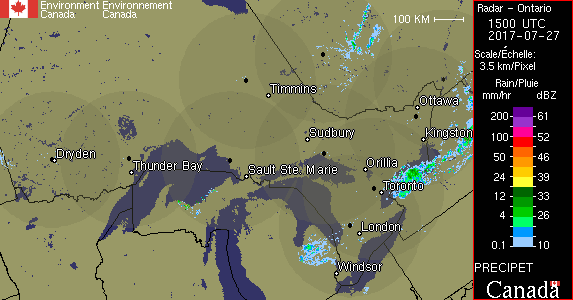 Environment Environnement
Canada Canada
100 KM
Timmins
Ottawa
Sudbury
Kingston
Dryden
Thunder Bay
Sault Ste. Marie
Orillia
Toronto
London
Windsor
Radar - Ontario
1500 UTC
2017-07-27
Scale/Échelle:
3.5 km/Pixel
Rain/Pluie
mm/hr dBZ
200 61
100 52
50 46
24 39
12 33
4 26
0.1 10
PRECIPET
Canada